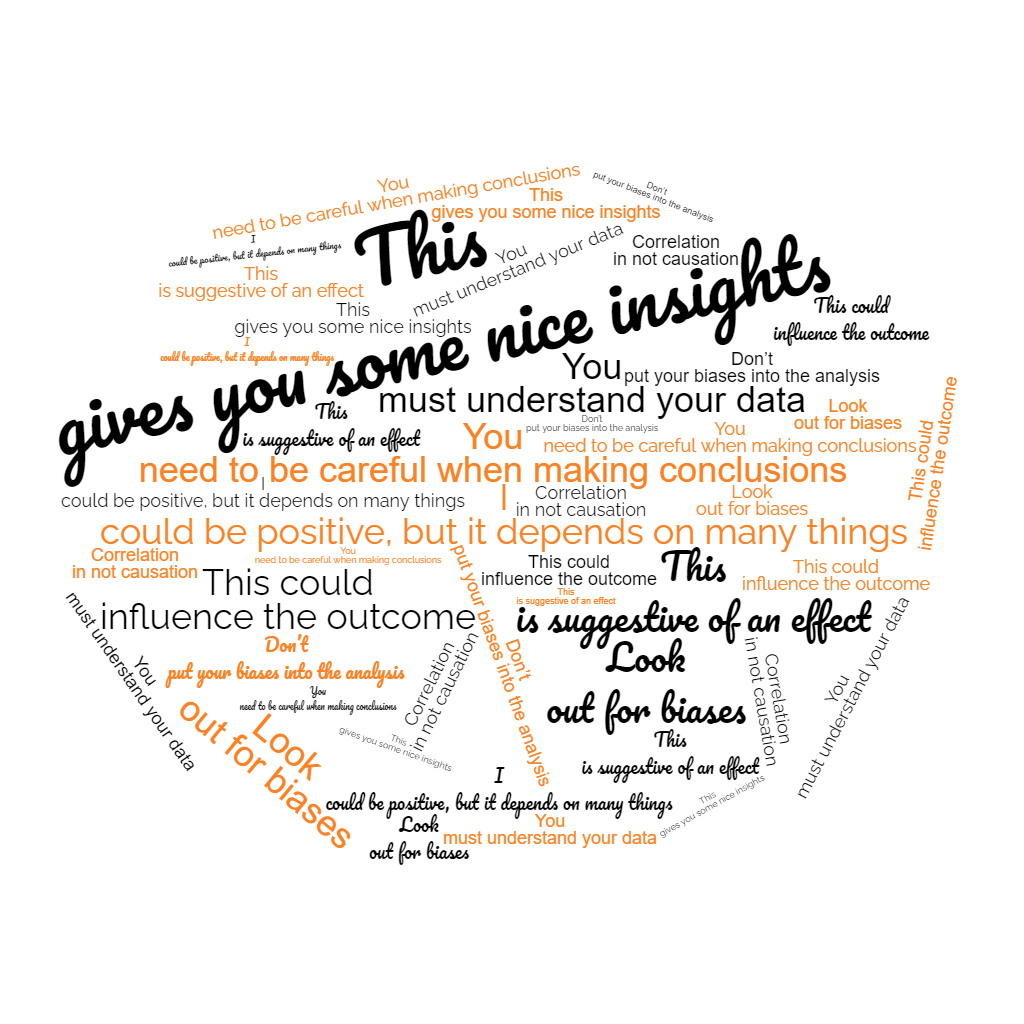 You
need to be careful when making conclusions
Don't
put your biases into the analysis
This
gives you some nice insights
I
could be positive, but it depends on many things
This
gives you some nice insights
You
must understand your data
Correlation
in not causation
This
is suggestive of an effect
This
gives you some nice insights
This could
influence the outcome
I
could be positive, but it depends on many things
You
must understand your data
Don't
put your biases into the analysis
This
is suggestive of an effect
Look
out for biases
Don't
put your biases into the analysis
You
need to be careful when making conclusions
You
need to be careful when making conclusions
This could
influence the outcome
I
could be positive, but it depends on many things
Correlation
in not causation
Look
out for biases
I
could be positive, but it depends on many things
Correlation
in not causation
You
need to be careful when making conclusions
This could
influence the outcome
This
is suggestive of an effect
This could
influence the outcome
This could
influence the outcome
This
is suggestive of an effect
You
must understand your data
Don't
put your biases into the analysis
Don't
put your biases into the analysis
Look
out for biases
Correlation
in not causation
Correlation
in not causation
You
must understand your data
You
need to be careful when making conclusions
Look
out for biases
This
gives you some nice insights
This
is suggestive of an effect
I
could be positive, but it depends on many things
This
gives you some nice insights
Look
out for biases
You
must understand your data